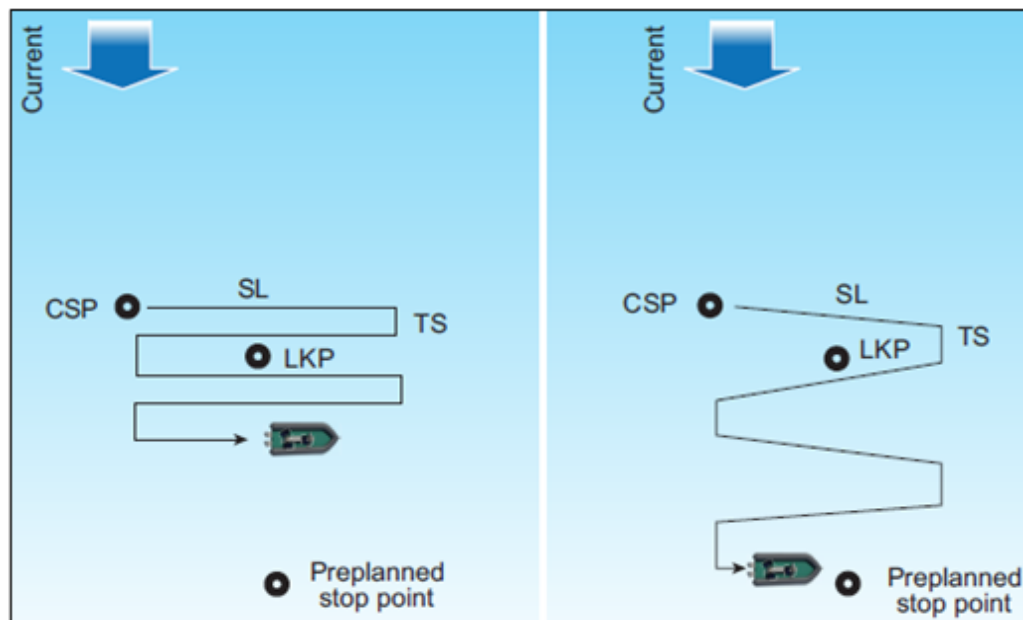 Current
SL
CSP
TS
LKP
Preplanned
stop point
Current
SL
CSP
TS
LKP
Preplanned
stop point